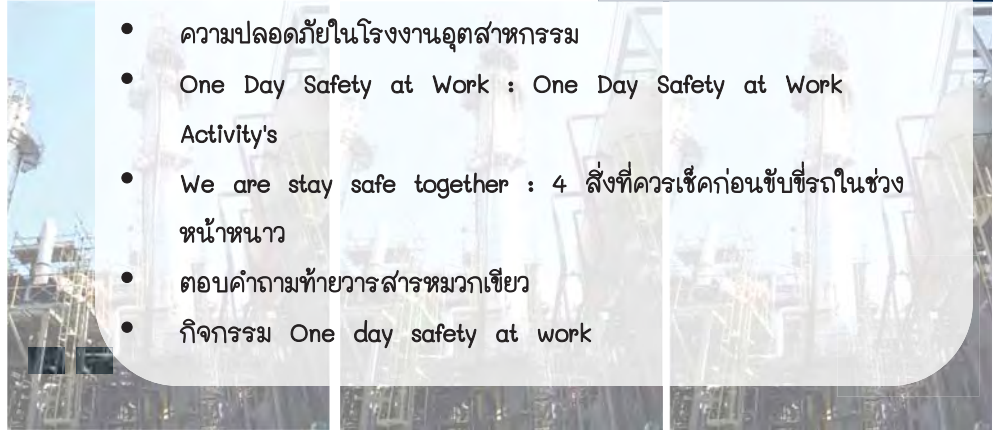 • ความปลอดภัยในโรงงานอุตสาหกรรม
• One Day Safety at Work : One Day Safety at Work
Activity's
• We are stay safe together : 4 สิ่งที่ควรเช็คก่อนขับขี่รถในช่วง
หน้าหนาว
• ตอบคำถามท้ายวารสารหมวกเขียว
• กิจกรรม One day safety at work